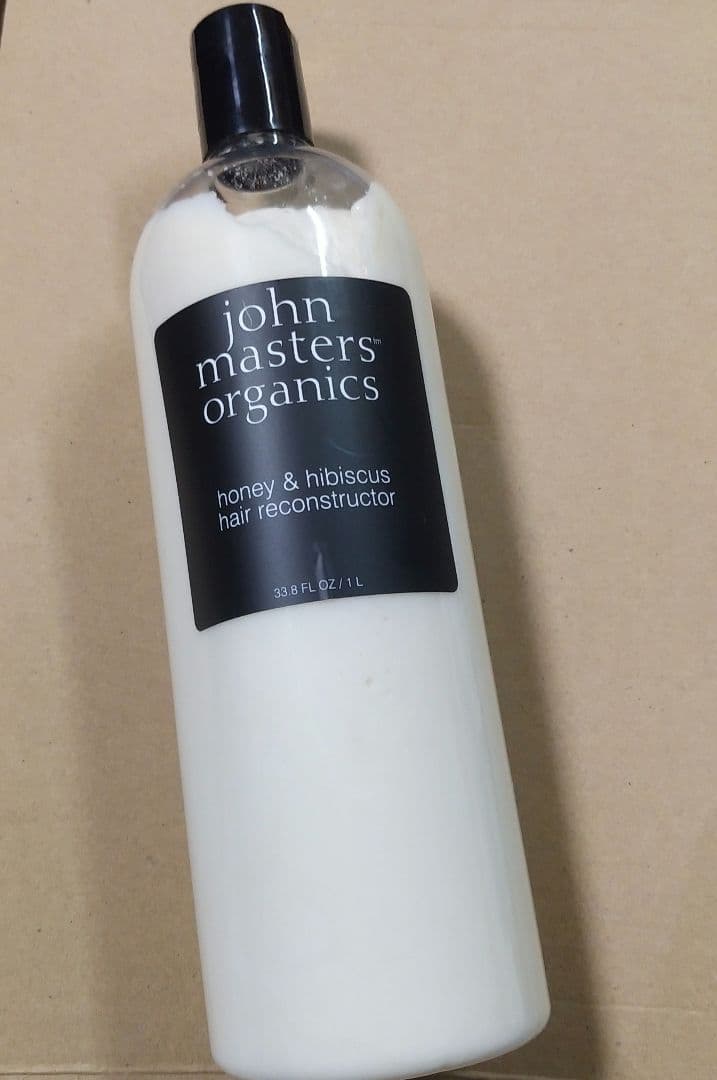 john
masters™
organics
honey & hibiscus
hair reconstructor
33.8 FL OZ / 1 L